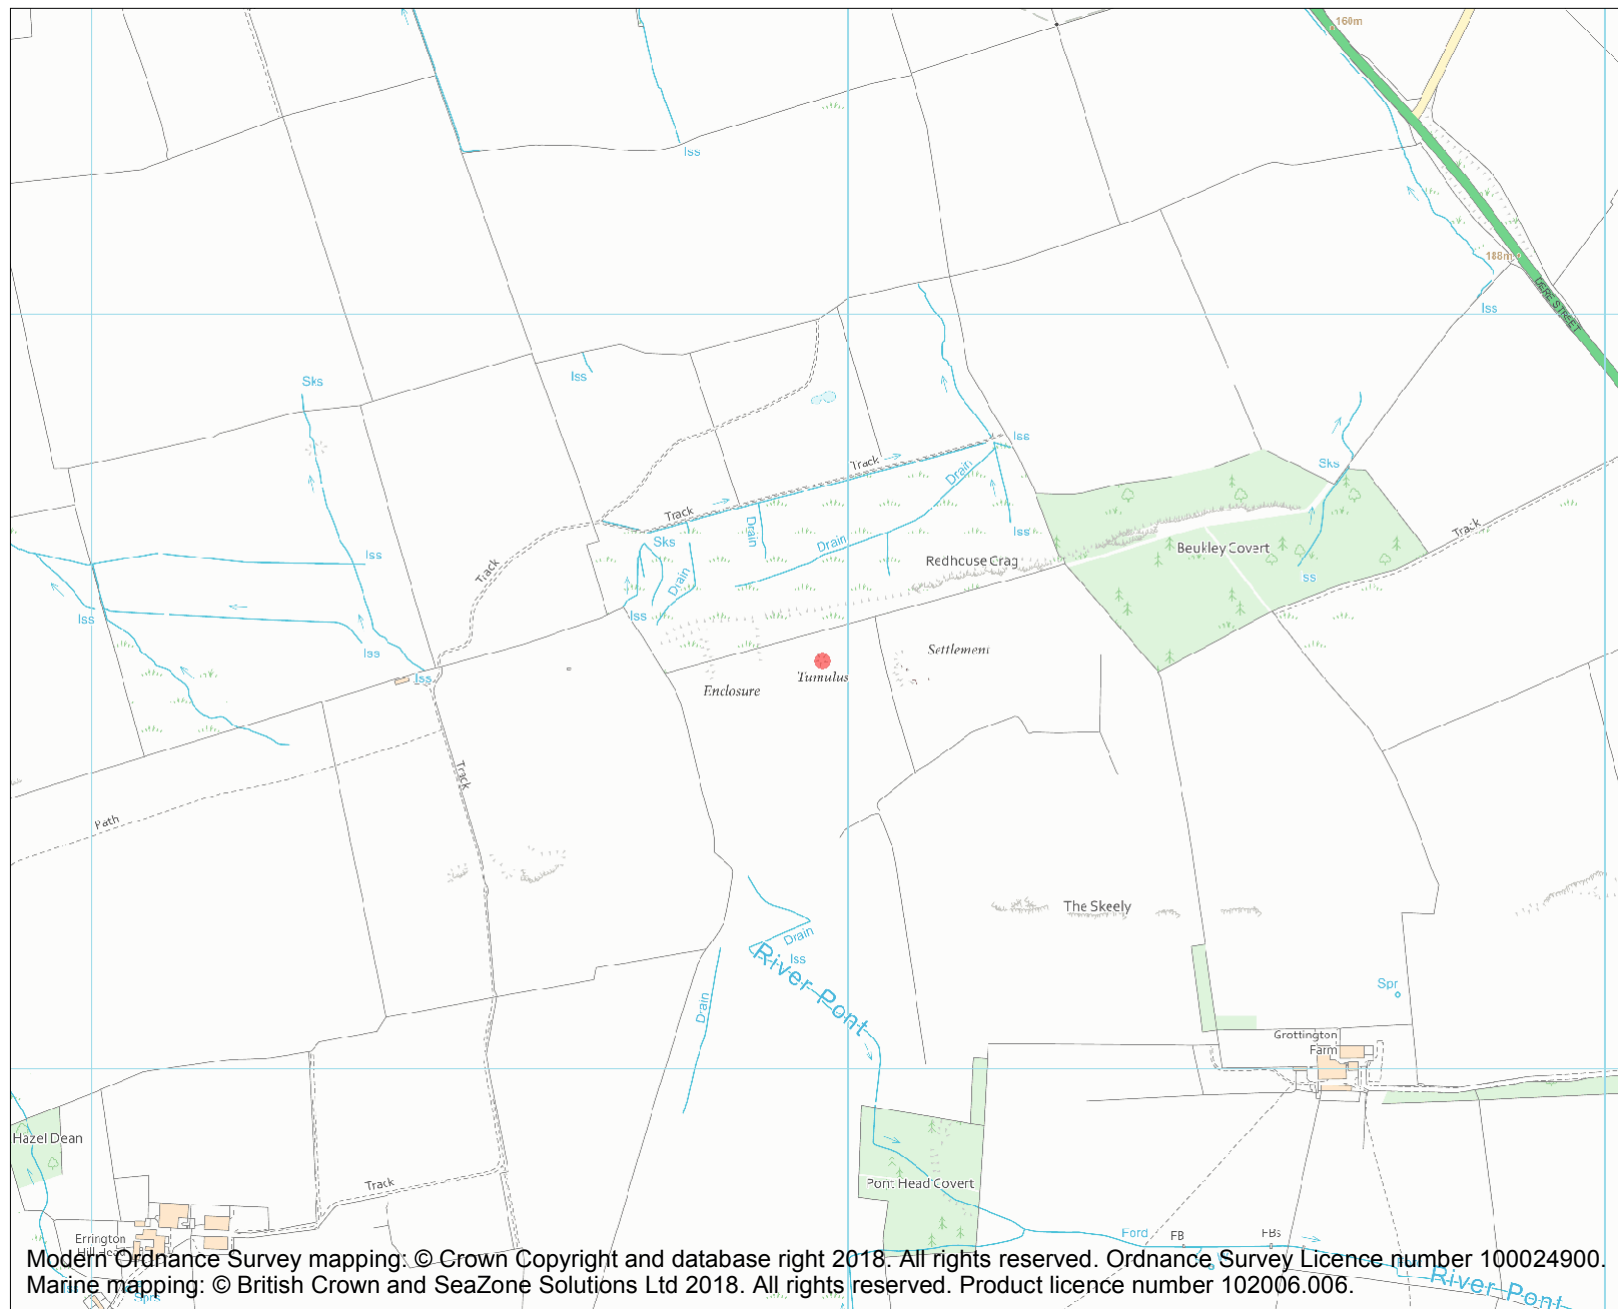 160m
Iss
188m
DERE STREET
Iss
Sks
Iss
Iss
Track
Sks
Drain
Track
Drain
Iss
Sks
Drain
Redhouse Crag
Beukley Covert
Track
Iss
Track
Drain
Iss
Iss
Iss
Iss
Iss
Settlement
Tumulus
Enclosure
Track
Path
The Skeely
Drain
Iss
River Pont
Drain
Spr
Grottington
Farm
Hazel Dean
Track
Pont Head Covert
Ford
FB
FBs
Errington
Hill Head
Modern Ordnance Survey mapping: © Crown Copyright and database right 2018. All rights reserved. Ordnance Survey Licence number 100024900.
Marine mapping: © British Crown and SeaZone Solutions Ltd 2018. All rights reserved. Product licence number 102006.006.
River Pont
Sprs